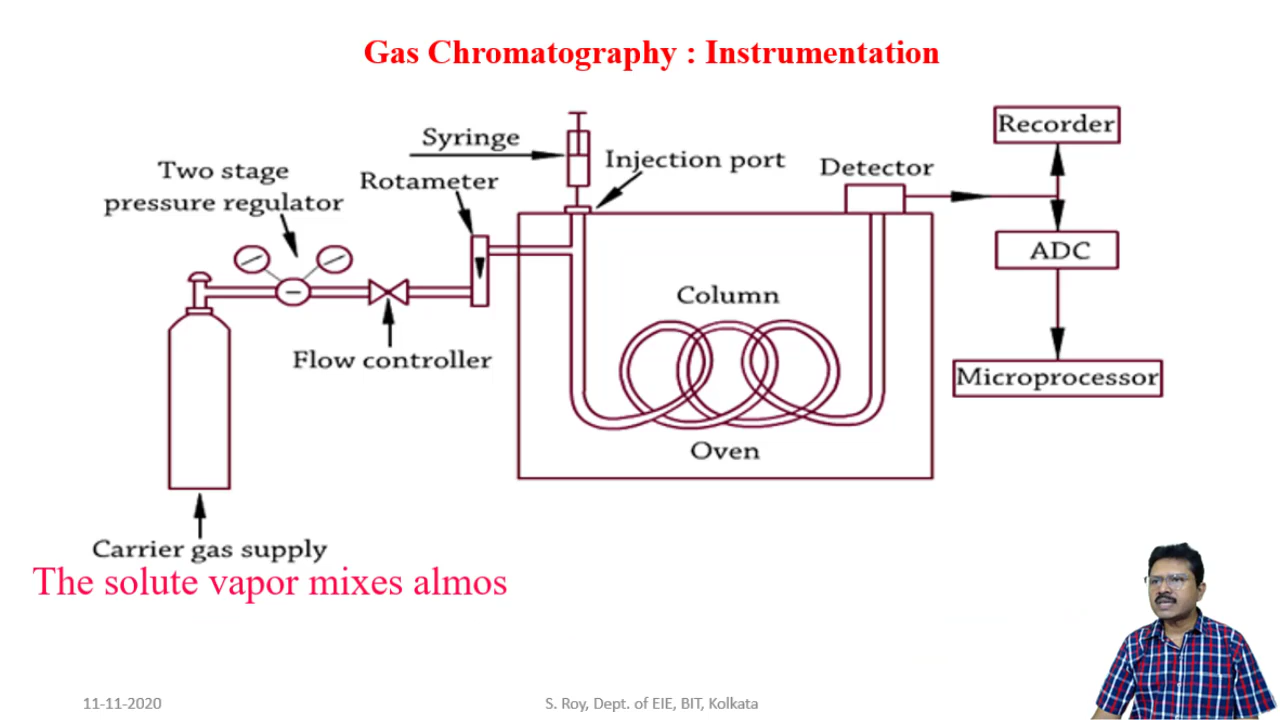 Gas Chromatography : Instrumentation
Syringe
Injection port
Recorder
Two stage
pressure regulator
Rotameter
Detector
ADC
Column
Flow controller
Microprocessor
Oven
Carrier gas supply
The solute vapor mixes almos
11-11-2020
S. Roy, Dept. of EIE, BIT, Kolkata